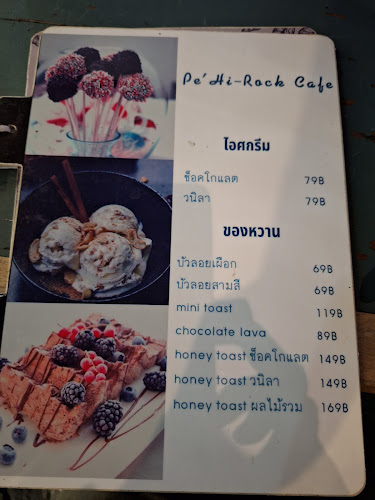 Pe'Hi-Rock Cafe
ไอศกรีม
ช็อคโกแลต 79B
วนิลา 79B
ของหวาน
บัวลอยเผือก 69B
บัวลอยสามสี 69B
mini toast 119B
chocolate lava 89B
honey toast ช็อคโกแลต 149B
honey toast วนิลา 149B
honey toast ผลไม้รวม 169B